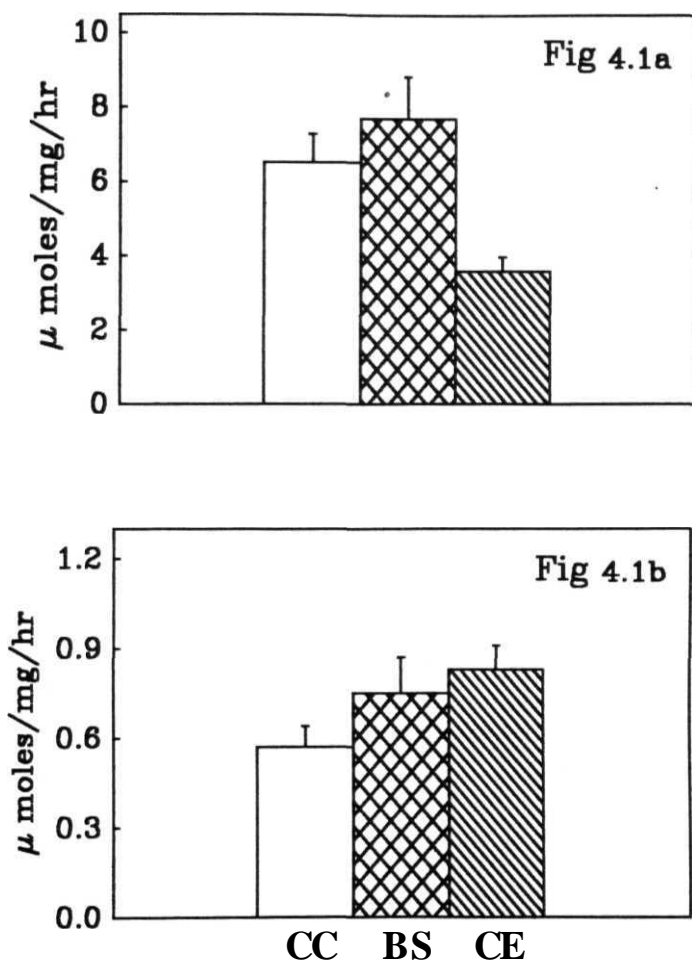 Fig 4.1a
μ moles/mg/hr
10
8
6
4
2
0
Fig 4.1b
μ moles/mg/hr
1.2
0.9
0.6
0.3
0.0
CC BS CE